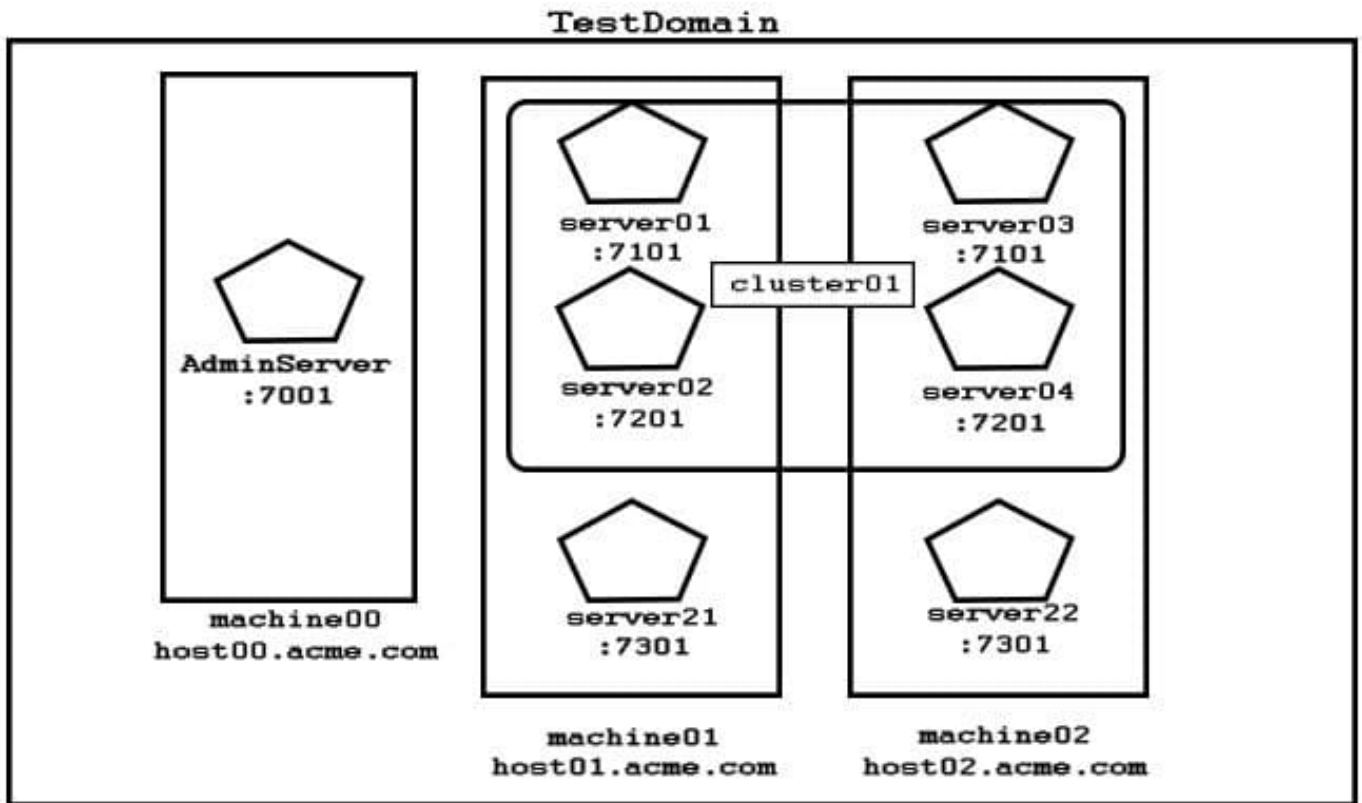 TestDomain
AdminServer
:7001
machine00
host00.acme.com
server01
:7101
server02
:7201
server21
:7301
machine01
host01.acme.com
cluster01
server03
:7101
server04
:7201
server22
:7301
machine02
host02.acme.com